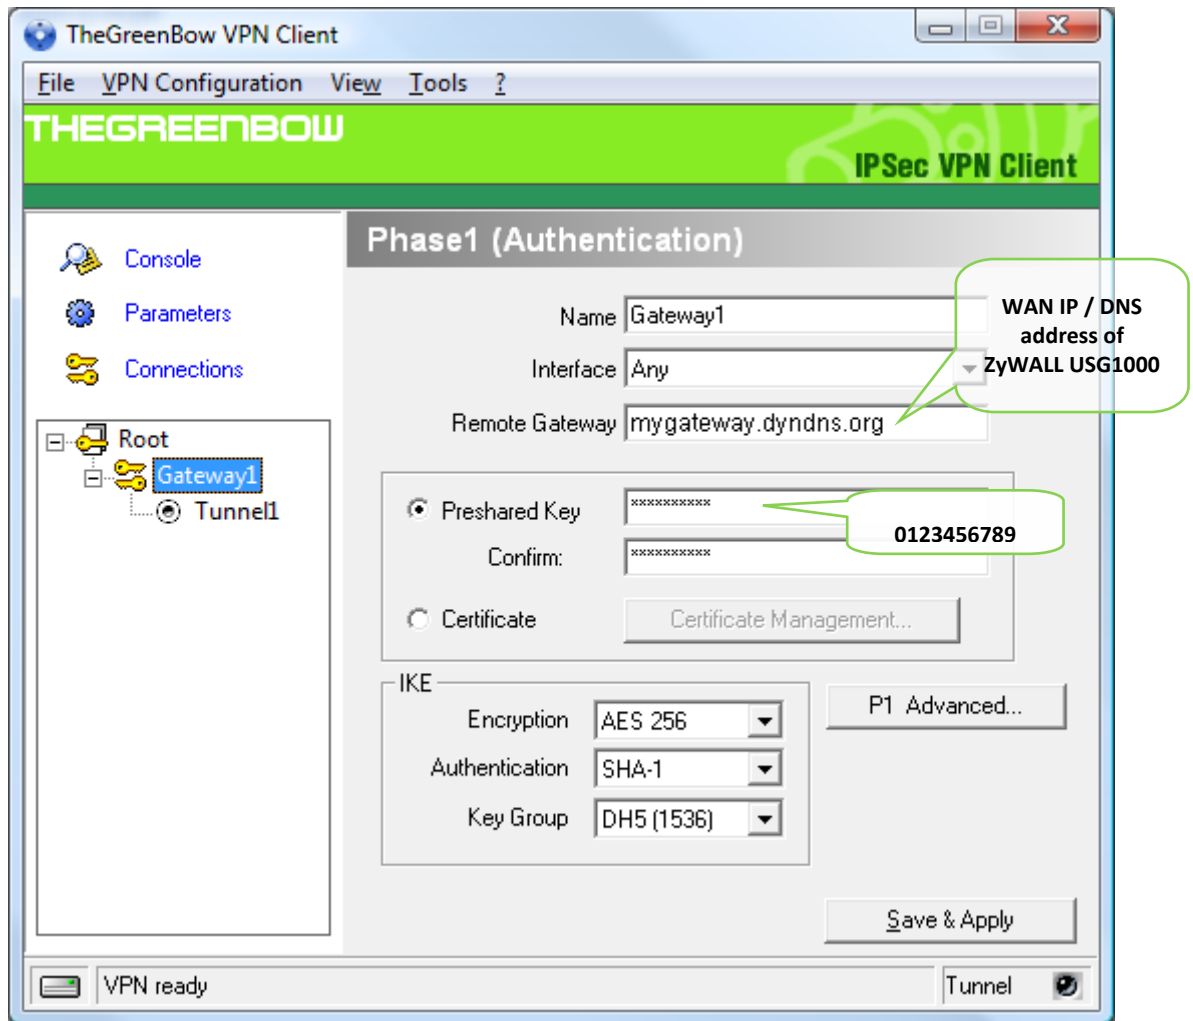 TheGreenBow VPN Client
File VPN Configuration View Tools ?
THEGREENBOW
IPSec VPN Client
Console
Parameters
Connections
Root
Gateway1
Tunnel1
Phase1 (Authentication)
Name Gateway1
Interface Any
Remote Gateway mygateway.dyndns.org
WAN IP / DNS
address of
ZyWALL USG1000
Preshared Key **********
0123456789
Confirm: **********
Certificate Certificate Management...
IKE
Encryption AES 256
Authentication SHA-1
Key Group DH5 (1536)
P1 Advanced...
Save & Apply
VPN ready
Tunnel